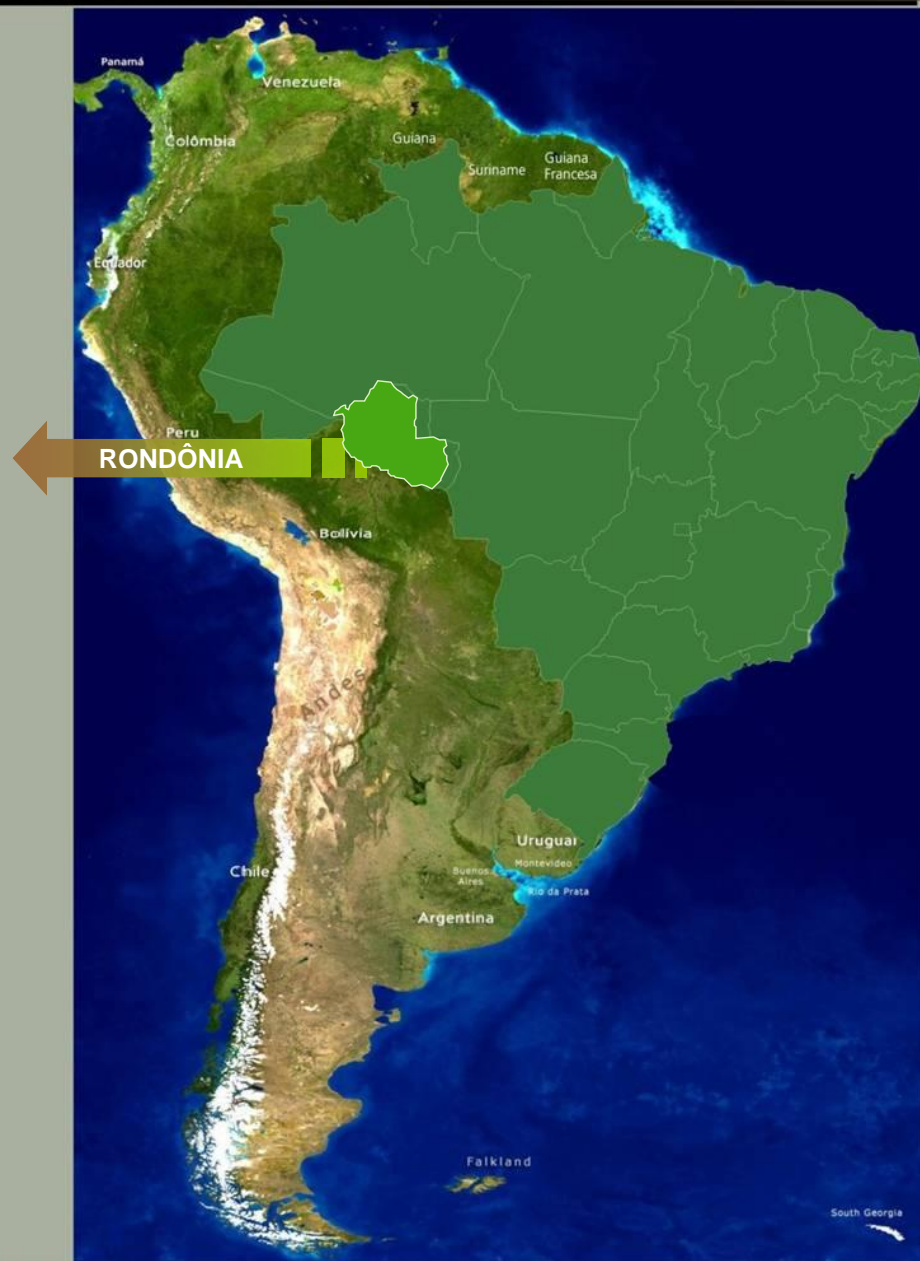 Panamá
Venezuela
Colômbia
Guiana
Suriname
Guiana
Francesa
Equador
Peru
RONDÔNIA
Bolívia
Andes
Uruguai
Montevideo
Buenos
Aires
Rio da Prata
Chile
Argentina
Falkland
South Georgia